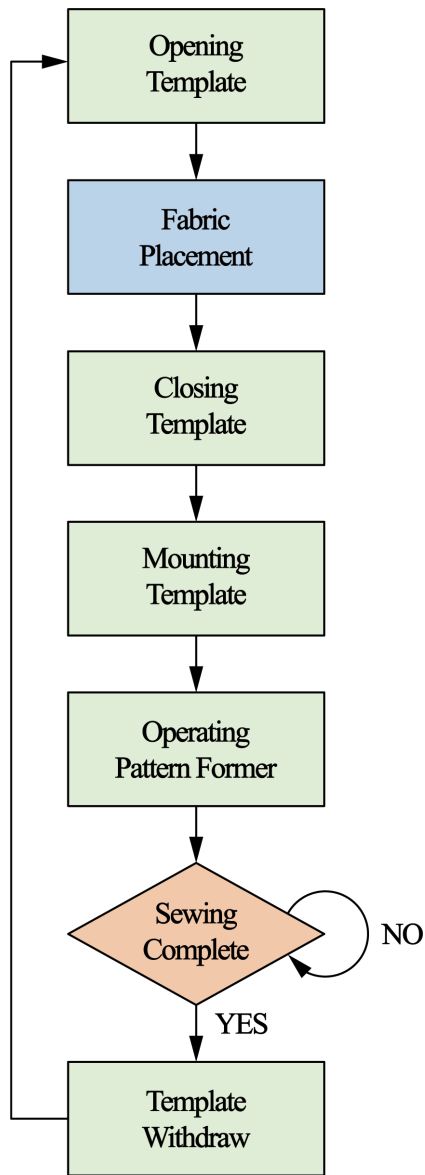 Opening
Template
Fabric
Placement
Closing
Template
Mounting
Template
Operating
Pattern Former
Sewing
Complete
NO
YES
Template
Withdraw